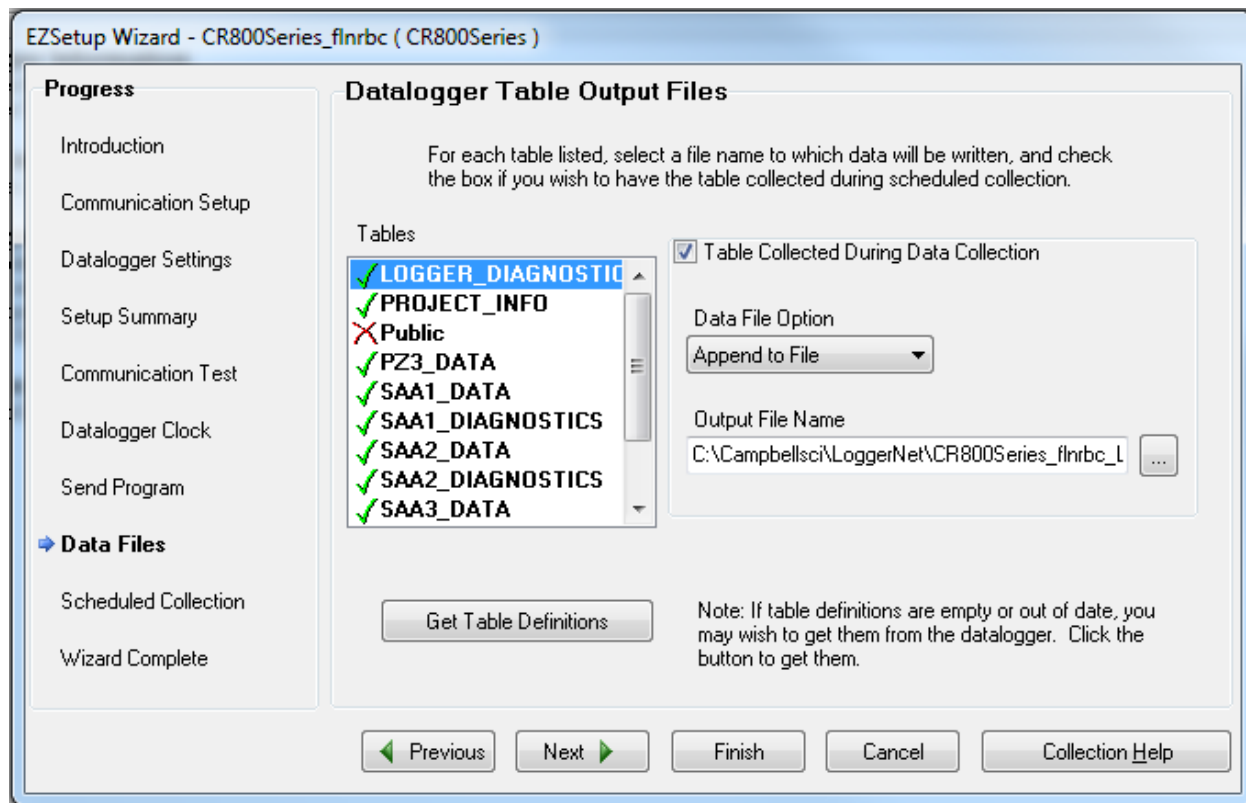 EZSetup Wizard - CR800Series_flnrbc ( CR800Series )
Progress
Introduction
Communication Setup
Datalogger Settings
Setup Summary
Communication Test
Datalogger Clock
Send Program
Data Files
Scheduled Collection
Wizard Complete
Datalogger Table Output Files
For each table listed, select a file name to which data will be written, and check
the box if you wish to have the table collected during scheduled collection.
Tables
LOGGER_DIAGNOSTIC
PROJECT_INFO
Public
PZ3_DATA
SAA1_DATA
SAA1_DIAGNOSTICS
SAA2_DATA
SAA2_DIAGNOSTICS
SAA3_DATA
Table Collected During Data Collection
Data File Option
Append to File
Output File Name
C:\Campbellsci\LoggerNet\CR800Series_flnrbc_L
...
Get Table Definitions
Note: If table definitions are empty or out of date, you
may wish to get them from the datalogger. Click the
button to get them.
Previous
Next
Finish
Cancel
Collection Help